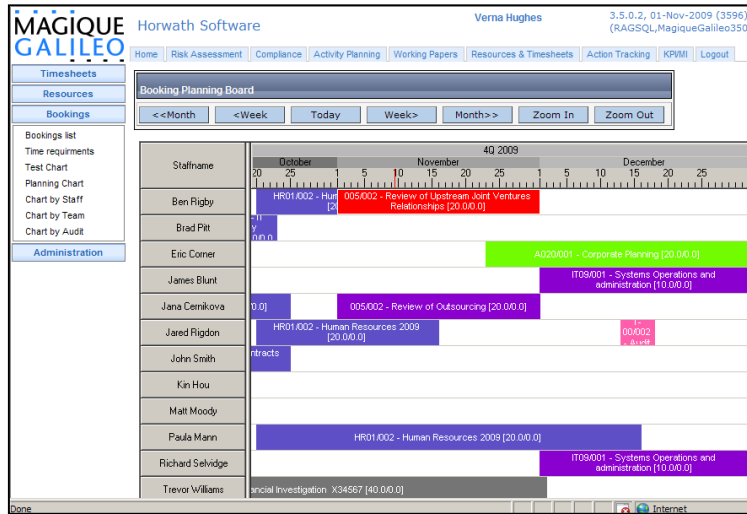 MAGIQUE
GALILEO
Horwath Software
Verna Hughes
3.5.0.2, 01-Nov-2009 (3596)
(RAGSQL,MagiqueGalileo350
Home Risk Assessment Compliance Activity Planning Working Papers Resources & Timesheets Action Tracking KPI/MI Logout
Timesheets
Resources
Bookings
Bookings list
Time requirments
Test Chart
Planning Chart
Chart by Staff
Chart by Team
Chart by Audit
Administration
Booking Planning Board
<<Month <Week Today Week> Month>> Zoom In Zoom Out
Staffname
4Q 2009
October November December
20 25 1 5 10 15 20 25 1 5 10 15 20 25
Ben Rigby
HR01/002 - Hum
[20
005/002 - Review of Upstream Joint Ventures
Relationships [20.0/0.0]
Brad Pitt
Eric Corner
A020/001 - Corporate Planning [20.0/0.0]
James Blunt
IT09/001 - Systems Operations and
administration [10.0/0.0]
Jana Cernikova
0.0]
005/002 - Review of Outsourcing [20.0/0.0]
Jared Rigdon
HR01/002 - Human Resources 2009
[20.0/0.0]
00/002
- Audit
John Smith
ntracts
Kin Hou
Matt Moody
Paula Mann
HR01/002 - Human Resources 2009 [20.0/0.0]
Richard Selvidge
IT09/001 - Systems Operations and
administration [10.0/0.0]
Trevor Williams
ancial Investigation X34567 [40.0/0.0]
Done
Internet